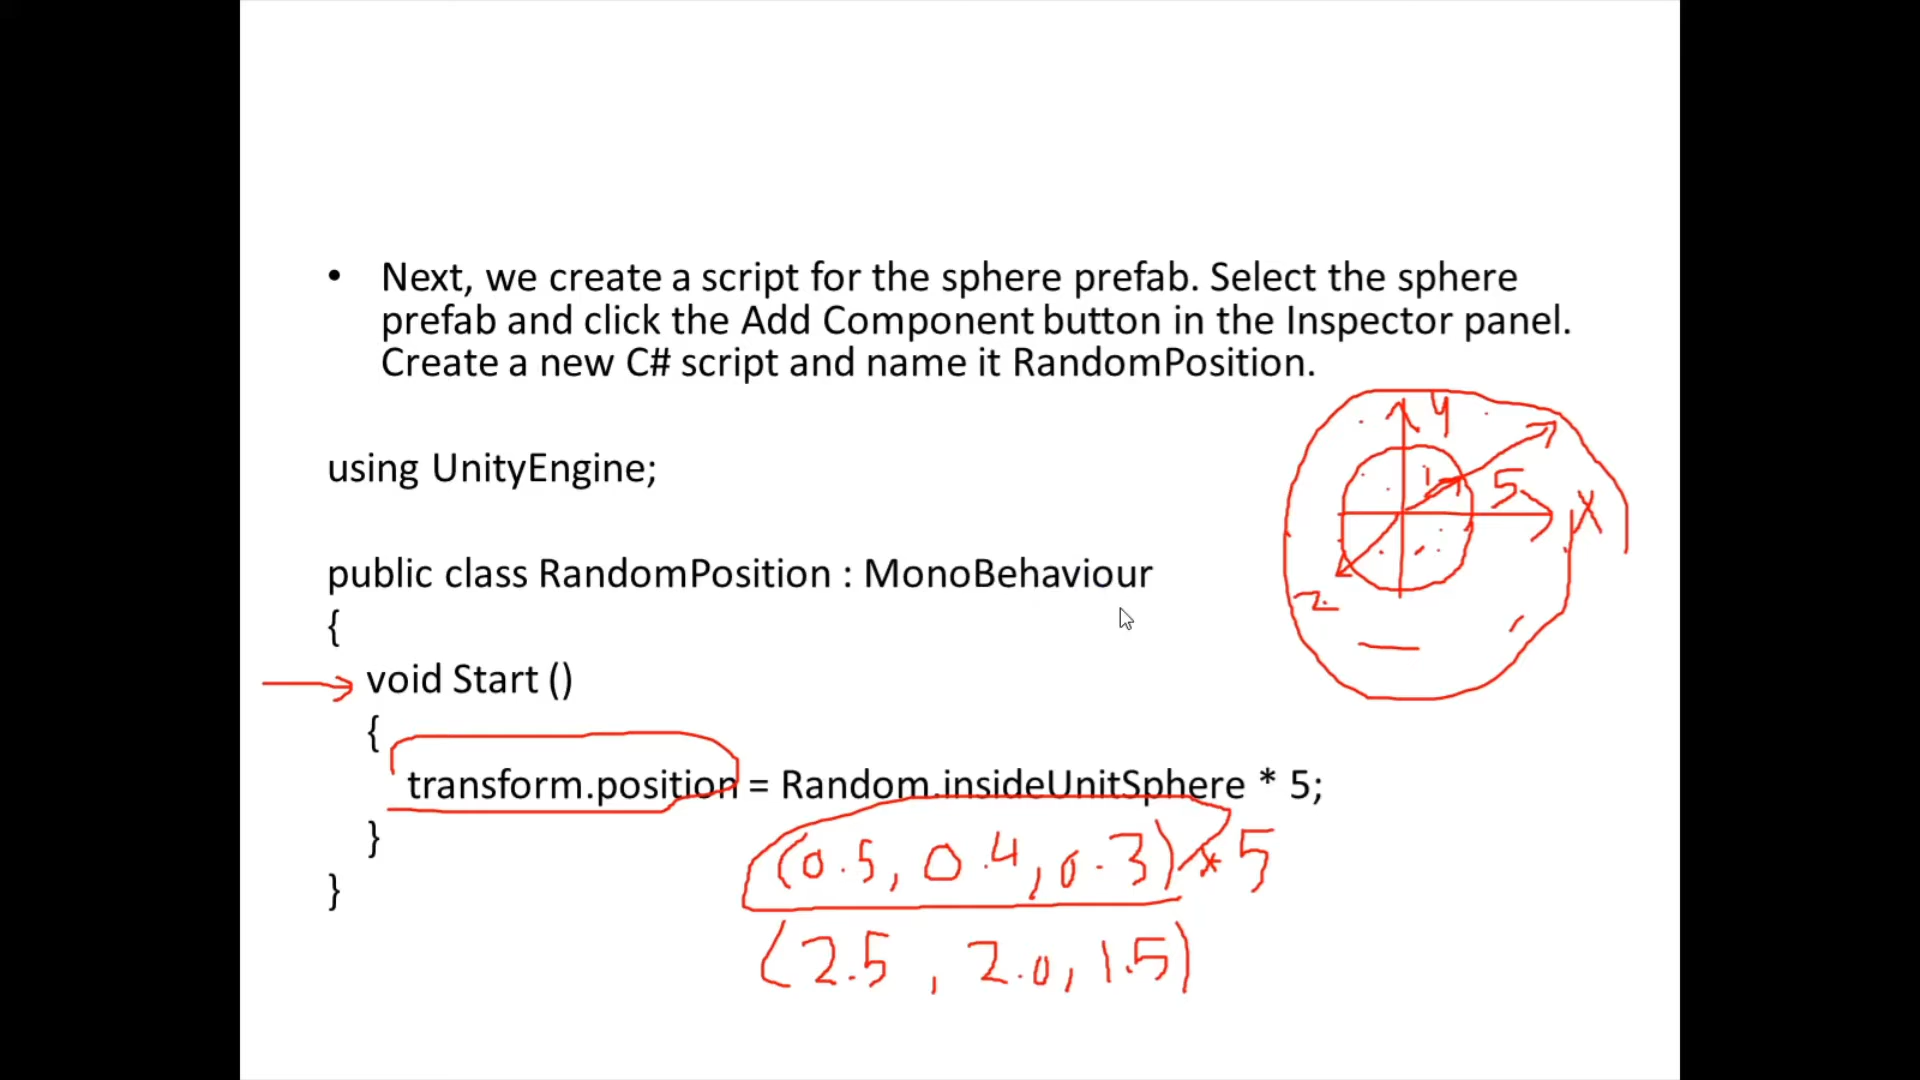 • Next, we create a script for the sphere prefab. Select the sphere
prefab and click the Add Component button in the Inspector panel.
Create a new C# script and name it RandomPosition.
using UnityEngine;
public class RandomPosition : MonoBehaviour
{
void Start ()
{
transform.position = Random.insideUnitSphere * 5;
}
}
(0.5, 0.4, 0.3) * 5
(2.5, 2.0, 1.5)
y
1
5
x
z